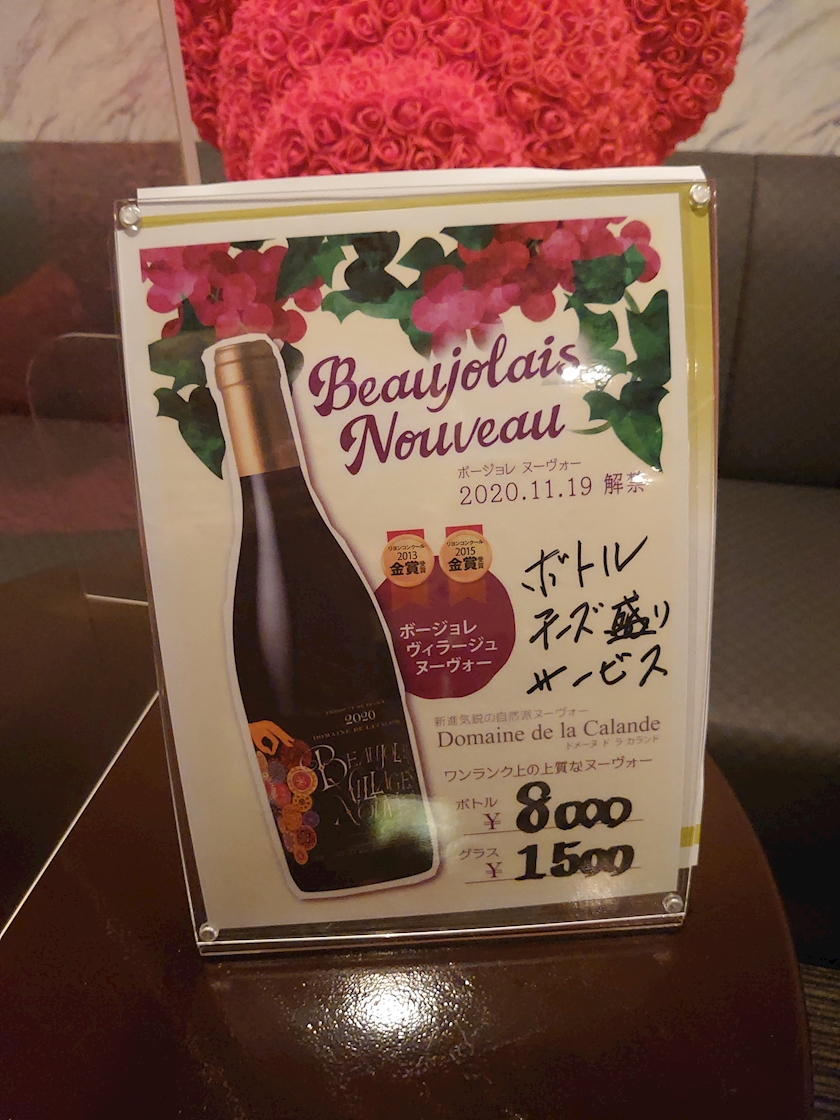 Beaujolais
Nouveau
ボージョレ ヌーヴォー
2020.11.19 解禁
リヨンコンクール
2013
金賞受賞
リヨンコンクール
2015
金賞受賞
ボージョレ
ヴィラージュ
ヌーヴォー
ボトル
チーズ盛り
サービス
2020
新進気鋭の自然派ヌーヴォー
Domaine de la Calande
ドメーヌ ド ラ カランド
ワンランク上の上質なヌーヴォー
ボトル
¥ 8000
グラス
¥ 1500